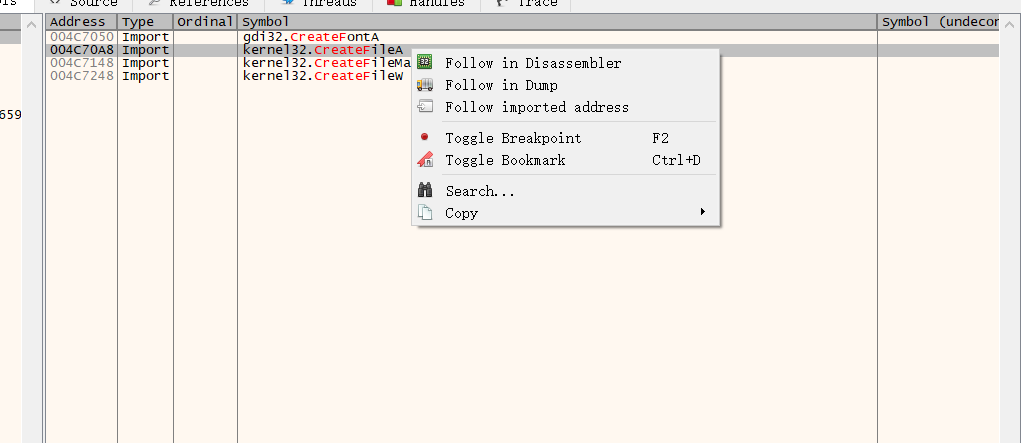 Source References Threads Handles Trace
Address Type Ordinal Symbol Symbol (undecor
004C7050 Import gdi32.CreateFontA
004C70A8 Import kernel32.CreateFileA
004C7148 Import kernel32.CreateFileMa
004C7248 Import kernel32.CreateFileW
659
Follow in Disassembler
Follow in Dump
Follow imported address
Toggle Breakpoint F2
Toggle Bookmark Ctrl+D
Search...
Copy